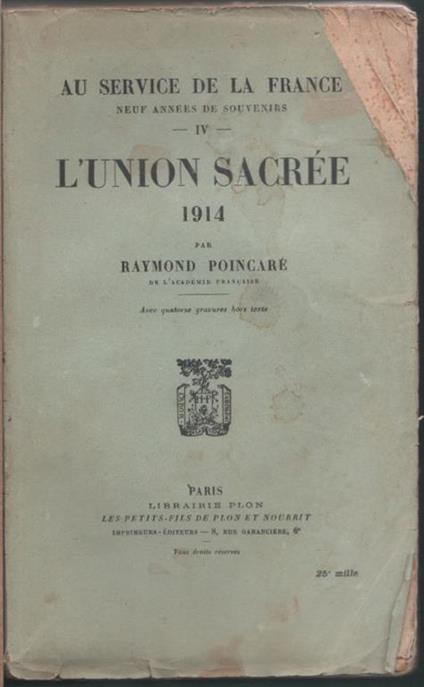 AU SERVICE DE LA FRANCE
NEUF ANNÉES DE SOUVENIRS
— IV —
L'UNION SACRÉE
1914
PAR
RAYMOND POINCARÉ
DE L'ACADÉMIE FRANÇAISE
Avec quatorze gravures hors texte
PARIS
LIBRAIRIE PLON
LES PETITS-FILS DE PLON ET NOURRIT
IMPRIMEURS-ÉDITEURS — 8, RUE GARANCIÈRE, 6e
Tous droits réservés
25e mille